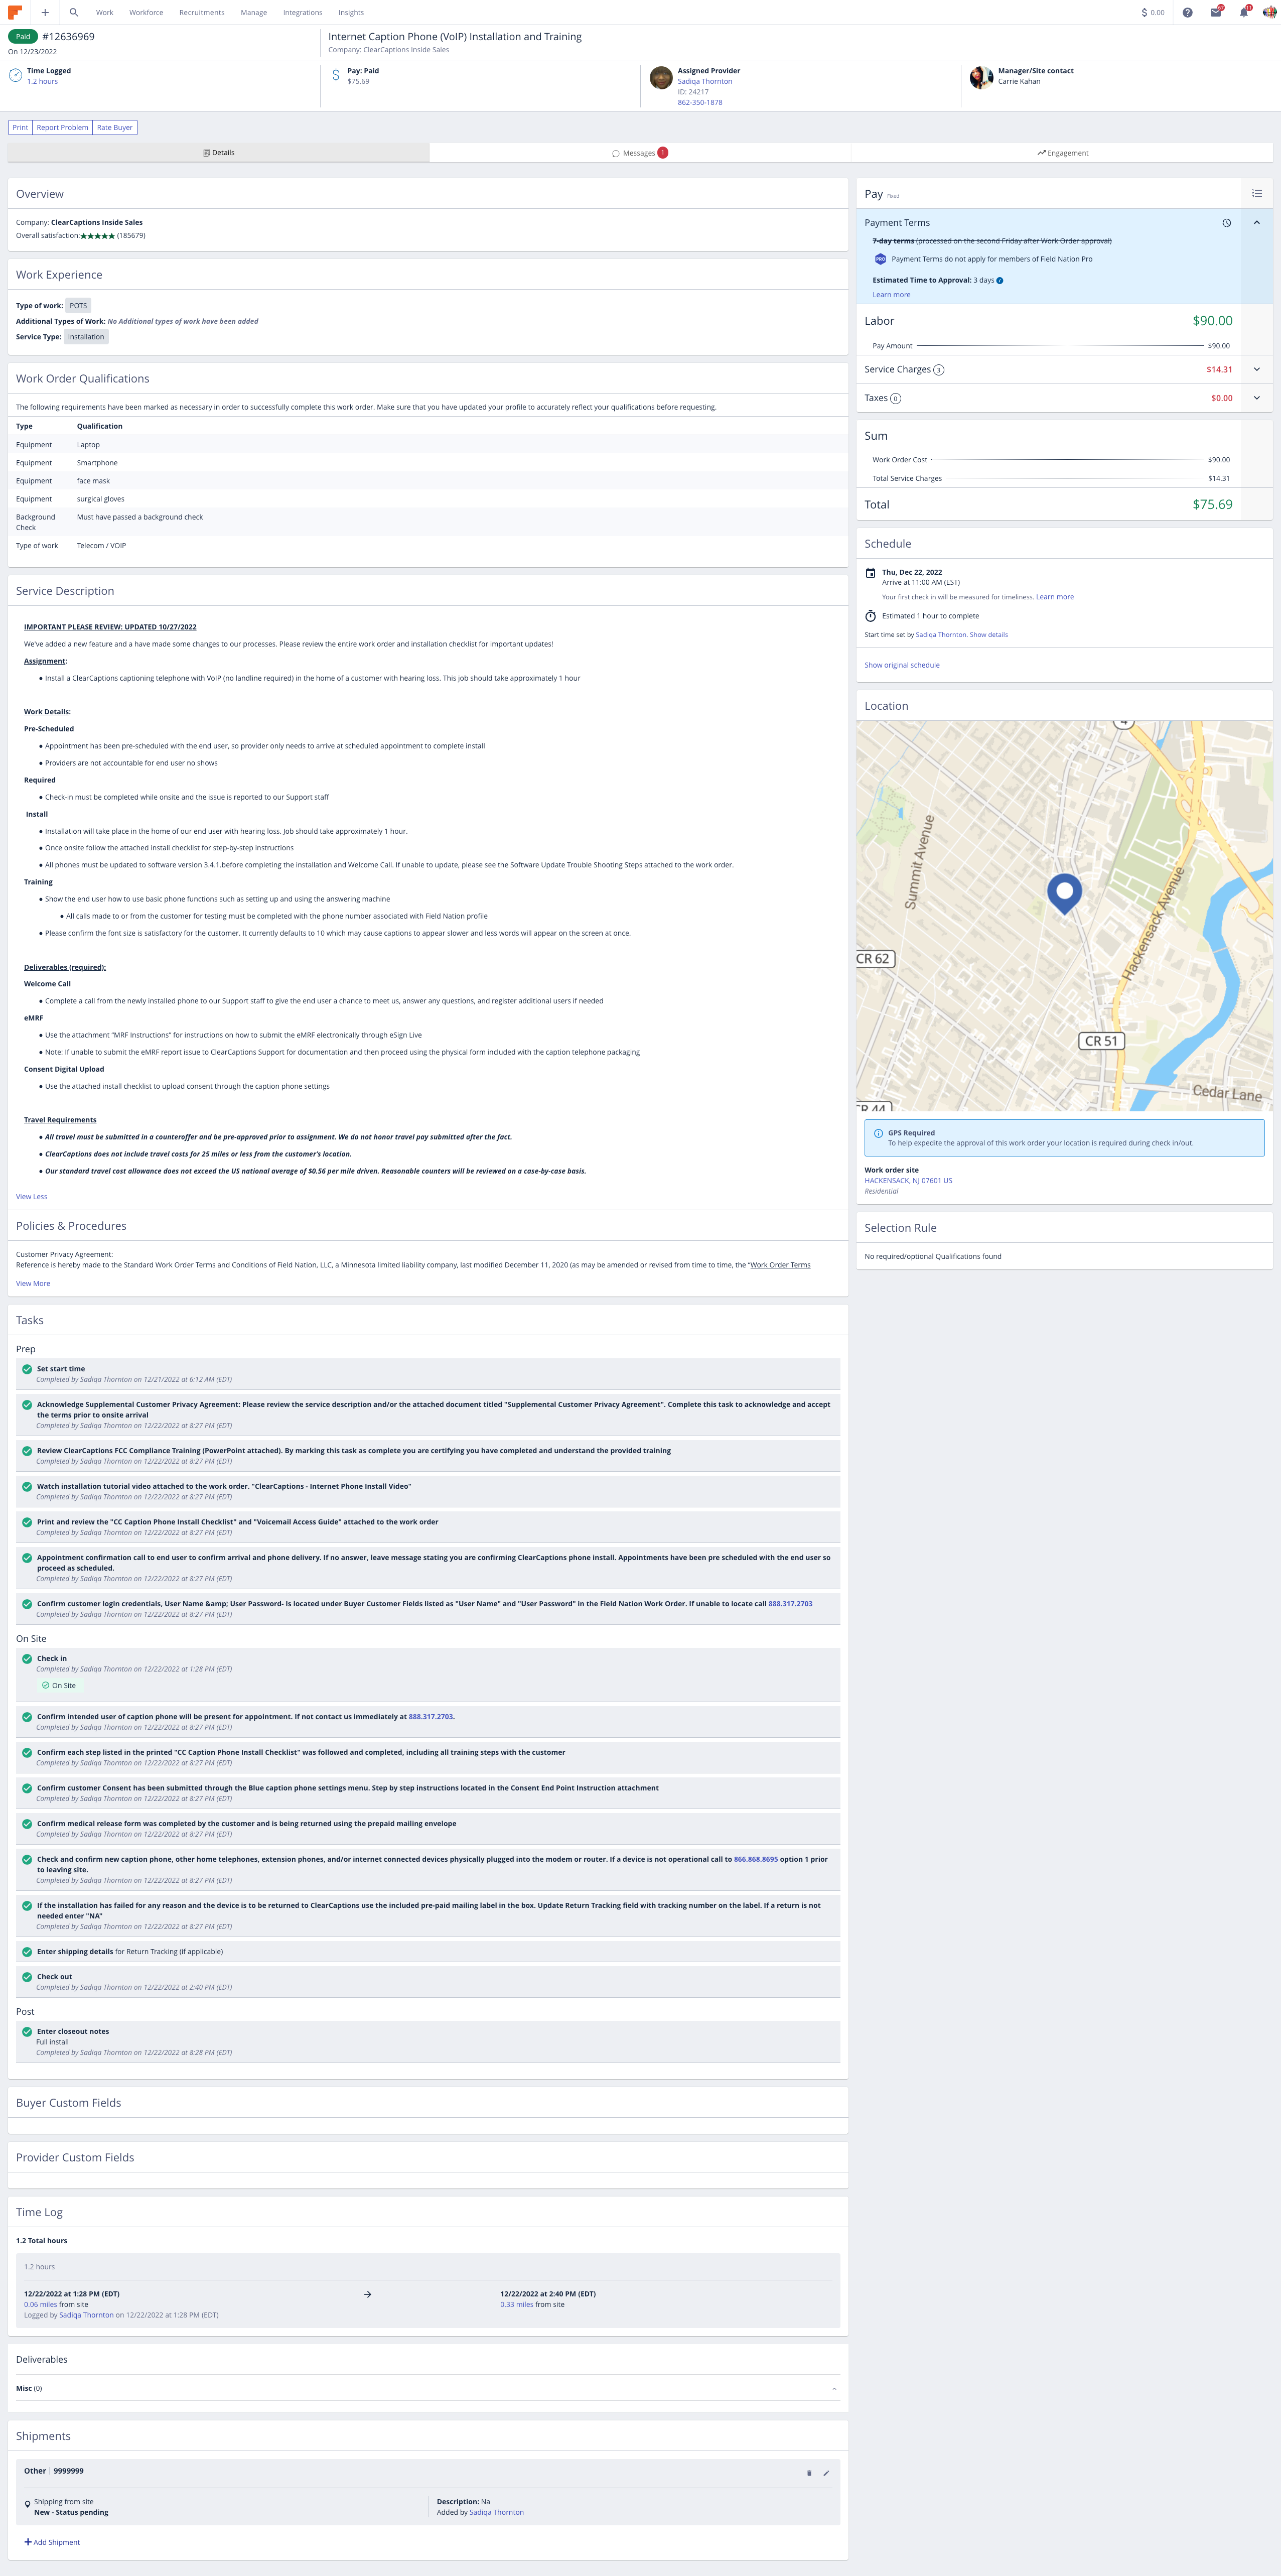 Work Workforce Recruitments Manage Integrations Insights $ 0.00 11
Paid #12636969
On 12/23/2022
Internet Caption Phone (VoIP) Installation and Training
Company: ClearCaptions Inside Sales
Time Logged
1.2 hours
Pay: Paid
$75.69
Assigned Provider
Sadiqa Thornton
ID: 24217
862-350-1878
Manager/Site contact
Carrie Kahan
Print Report Problem Rate Buyer
Details Messages 1 Engagement
Overview
Company: ClearCaptions Inside Sales
Overall satisfaction:★★★★★ (185679)
Work Experience
Type of work: POTS
Additional Types of Work: No Additional types of work have been added
Service Type: Installation
Work Order Qualifications
The following requirements have been marked as necessary in order to successfully complete this work order. Make sure that you have updated your profile to accurately reflect your qualifications before requesting.
Type Qualification
Equipment Laptop
Equipment Smartphone
Equipment face mask
Equipment surgical gloves
Background Must have passed a background check
Check
Type of work Telecom / VOIP
Service Description
IMPORTANT PLEASE REVIEW: UPDATED 10/27/2022
We've added a new feature and a have made some changes to our processes. Please review the entire work order and installation checklist for important updates!
Assignment:
● Install a ClearCaptions captioning telephone with VoIP (no landline required) in the home of a customer with hearing loss. This job should take approximately 1 hour
Work Details:
Pre-Scheduled
● Appointment has been pre-scheduled with the end user, so provider only needs to arrive at scheduled appointment to complete install
● Providers are not accountable for end user no shows
Required
● Check-in must be completed while onsite and the issue is reported to our Support staff
Install
● Installation will take place in the home of our end user with hearing loss. Job should take approximately 1 hour.
● Once onsite follow the attached install checklist for step-by-step instructions
● All phones must be updated to software version 3.4.1.before completing the installation and Welcome Call. If unable to update, please see the Software Update Trouble Shooting Steps attached to the work order.
Training
● Show the end user how to use basic phone functions such as setting up and using the answering machine
● All calls made to or from the customer for testing must be completed with the phone number associated with Field Nation profile
● Please confirm the font size is satisfactory for the customer. It currently defaults to 10 which may cause captions to appear slower and less words will appear on the screen at once.
Deliverables (required):
Welcome Call
● Complete a call from the newly installed phone to our Support staff to give the end user a chance to meet us, answer any questions, and register additional users if needed
eMRF
● Use the attachment “MRF Instructions” for instructions on how to submit the eMRF electronically through eSign Live
● Note: If unable to submit the eMRF report issue to ClearCaptions Support for documentation and then proceed using the physical form included with the caption telephone packaging
Consent Digital Upload
● Use the attached install checklist to upload consent through the caption phone settings
Travel Requirements
● All travel must be submitted in a counteroffer and be pre-approved prior to assignment. We do not honor travel pay submitted after the fact.
● ClearCaptions does not include travel costs for 25 miles or less from the customer's location.
● Our standard travel cost allowance does not exceed the US national average of $0.56 per mile driven. Reasonable counters will be reviewed on a case-by-case basis.
View Less
Policies & Procedures
Customer Privacy Agreement:
Reference is hereby made to the Standard Work Order Terms and Conditions of Field Nation, LLC, a Minnesota limited liability company, last modified December 11, 2020 (as may be amended or revised from time to time, the “Work Order Terms
View More
Tasks
Prep
Set start time
Completed by Sadiqa Thornton on 12/21/2022 at 6:12 AM (EDT)
Acknowledge Supplemental Customer Privacy Agreement: Please review the service description and/or the attached document titled "Supplemental Customer Privacy Agreement". Complete this task to acknowledge and accept
the terms prior to onsite arrival
Completed by Sadiqa Thornton on 12/22/2022 at 8:27 PM (EDT)
Review ClearCaptions FCC Compliance Training (PowerPoint attached). By marking this task as complete you are certifying you have completed and understand the provided training
Completed by Sadiqa Thornton on 12/22/2022 at 8:27 PM (EDT)
Watch installation tutorial video attached to the work order. "ClearCaptions - Internet Phone Install Video"
Completed by Sadiqa Thornton on 12/22/2022 at 8:27 PM (EDT)
Print and review the "CC Caption Phone Install Checklist" and "Voicemail Access Guide" attached to the work order
Completed by Sadiqa Thornton on 12/22/2022 at 8:27 PM (EDT)
Appointment confirmation call to end user to confirm arrival and phone delivery. If no answer, leave message stating you are confirming ClearCaptions phone install. Appointments have been pre scheduled with the end user so
proceed as scheduled.
Completed by Sadiqa Thornton on 12/22/2022 at 8:27 PM (EDT)
Confirm customer login credentials, User Name &amp; User Password- Is located under Buyer Customer Fields listed as "User Name" and "User Password" in the Field Nation Work Order. If unable to locate call 888.317.2703
Completed by Sadiqa Thornton on 12/22/2022 at 8:27 PM (EDT)
On Site
Check in
Completed by Sadiqa Thornton on 12/22/2022 at 1:28 PM (EDT)
On Site
Confirm intended user of caption phone will be present for appointment. If not contact us immediately at 888.317.2703.
Completed by Sadiqa Thornton on 12/22/2022 at 8:27 PM (EDT)
Confirm each step listed in the printed "CC Caption Phone Install Checklist" was followed and completed, including all training steps with the customer
Completed by Sadiqa Thornton on 12/22/2022 at 8:27 PM (EDT)
Confirm customer Consent has been submitted through the Blue caption phone settings menu. Step by step instructions located in the Consent End Point Instruction attachment
Completed by Sadiqa Thornton on 12/22/2022 at 8:27 PM (EDT)
Confirm medical release form was completed by the customer and is being returned using the prepaid mailing envelope
Completed by Sadiqa Thornton on 12/22/2022 at 8:27 PM (EDT)
Check and confirm new caption phone, other home telephones, extension phones, and/or internet connected devices physically plugged into the modem or router. If a device is not operational call to 866.868.8695 option 1 prior
to leaving site.
Completed by Sadiqa Thornton on 12/22/2022 at 8:27 PM (EDT)
If the installation has failed for any reason and the device is to be returned to ClearCaptions use the included pre-paid mailing label in the box. Update Return Tracking field with tracking number on the label. If a return is not
needed enter "NA"
Completed by Sadiqa Thornton on 12/22/2022 at 8:27 PM (EDT)
Enter shipping details for Return Tracking (if applicable)
Check out
Completed by Sadiqa Thornton on 12/22/2022 at 2:40 PM (EDT)
Post
Enter closeout notes
Full install
Completed by Sadiqa Thornton on 12/22/2022 at 8:28 PM (EDT)
Buyer Custom Fields
Provider Custom Fields
Time Log
1.2 Total hours
1.2 hours
12/22/2022 at 1:28 PM (EDT) → 12/22/2022 at 2:40 PM (EDT)
0.06 miles from site 0.33 miles from site
Logged by Sadiqa Thornton on 12/22/2022 at 1:28 PM (EDT)
Deliverables
Misc (0)
Shipments
Other 9999999
Shipping from site
New - Status pending
Description: Na
Added by Sadiqa Thornton
+ Add Shipment
Pay Fixed
Payment Terms
7-day terms (processed on the second Friday after Work Order approval)
PRO Payment Terms do not apply for members of Field Nation Pro
Estimated Time to Approval: 3 days
Learn more
Labor $90.00
Pay Amount $90.00
Service Charges 3 $14.31
Taxes 0 $0.00
Sum
Work Order Cost $90.00
Total Service Charges $14.31
Total $75.69
Schedule
Thu, Dec 22, 2022
Arrive at 11:00 AM (EST)
Your first check in will be measured for timeliness. Learn more
Estimated 1 hour to complete
Start time set by Sadiqa Thornton. Show details
Show original schedule
Location
4
Summit Avenue
Hackensack Avenue
CR 62
CR 51
Cedar Lane
CR 44
GPS Required
To help expedite the approval of this work order your location is required during check in/out.
Work order site
HACKENSACK, NJ 07601 US
Residential
Selection Rule
No required/optional Qualifications found